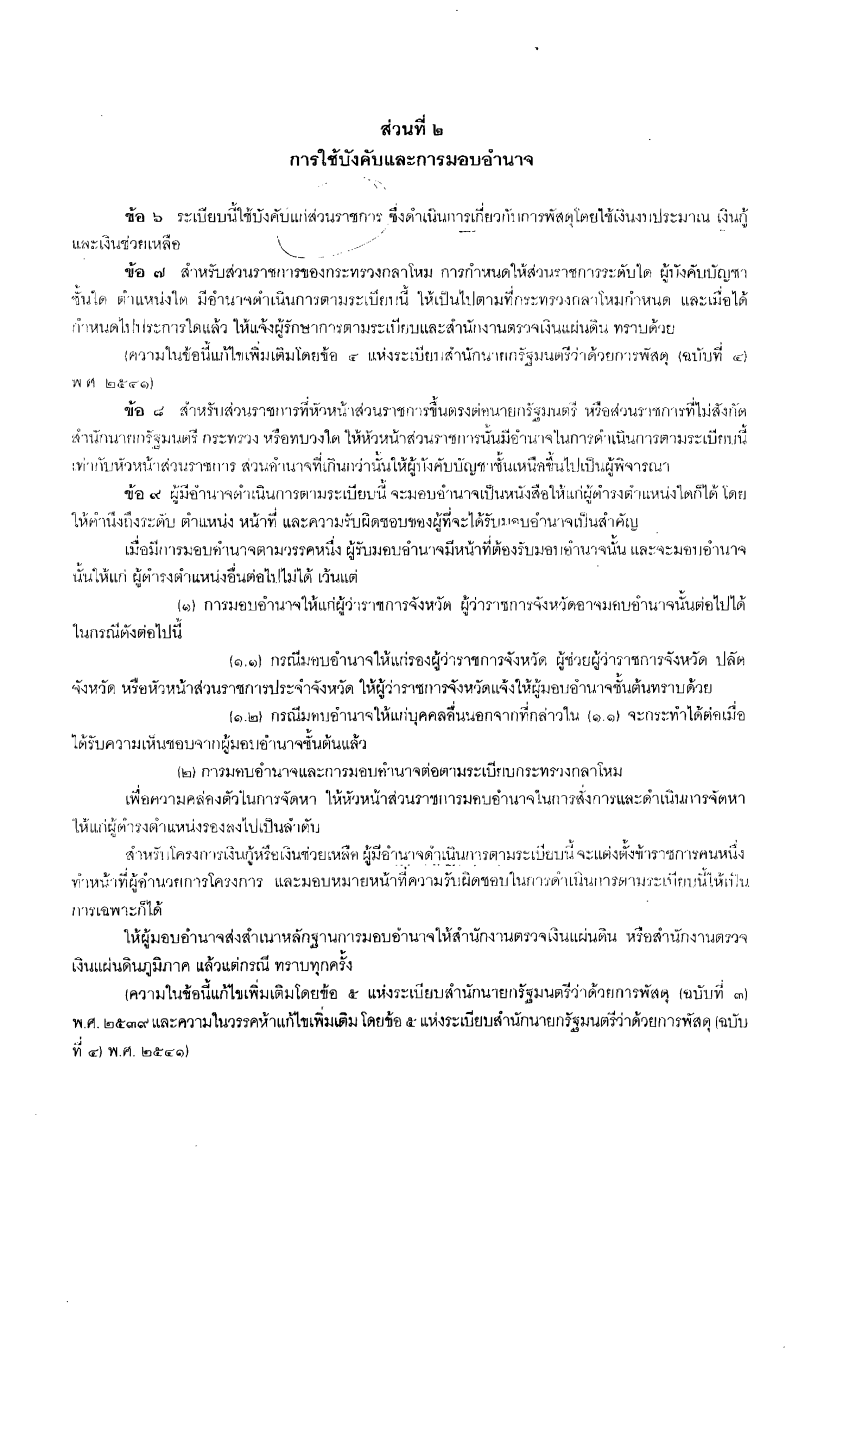 ส่วนที่ ๒
การใช้บังคับและการมอบอำนาจ
ข้อ ๖ ระเบียบนี้ใช้บังคับแก่ส่วนราชการ ซึ่งดำเนินการเกี่ยวกับการพัสดุโดยใช้เงินงบประมาณ เงินกู้
และเงินช่วยเหลือ
ข้อ ๗ สำหรับส่วนราชการของกระทรวงกลาโหม การกำหนดให้ส่วนราชการระดับใด ผู้บังคับบัญชา
ชั้นใด ตำแหน่งใด มีอำนาจดำเนินการตามระเบียบนี้ ให้เป็นไปตามที่กระทรวงกลาโหมกำหนด และเมื่อได้
กำหนดไปประการใดแล้ว ให้แจ้งผู้รักษาการตามระเบียบและสำนักงานตรวจเงินแผ่นดิน ทราบด้วย
(ความในข้อนี้แก้ไขเพิ่มเติมโดยข้อ ๔ แห่งระเบียบสำนักนายกรัฐมนตรีว่าด้วยการพัสดุ (ฉบับที่ ๔)
พ.ศ. ๒๕๔๑)
ข้อ ๘ สำหรับส่วนราชการที่หัวหน้าส่วนราชการขึ้นตรงต่อนายกรัฐมนตรี หรือส่วนราชการที่ไม่สังกัด
สำนักนายกรัฐมนตรี กระทรวง หรือทบวงใด ให้หัวหน้าส่วนราชการนั้นมีอำนาจในการดำเนินการตามระเบียบนี้
เท่ากับหัวหน้าส่วนราชการ ส่วนอำนาจที่เกินกว่านั้นให้ผู้บังคับบัญชาชั้นเหนือขึ้นไปเป็นผู้พิจารณา
ข้อ ๙ ผู้มีอำนาจดำเนินการตามระเบียบนี้ จะมอบอำนาจเป็นหนังสือให้แก่ผู้ดำรงตำแหน่งใดก็ได้ โดย
ให้คำนึงถึงระดับ ตำแหน่ง หน้าที่ และความรับผิดชอบของผู้ที่จะได้รับมอบอำนาจเป็นสำคัญ
เมื่อมีการมอบอำนาจตามวรรคหนึ่ง ผู้รับมอบอำนาจมีหน้าที่ต้องรับมอบอำนาจนั้น และจะมอบอำนาจ
นั้นให้แก่ ผู้ดำรงตำแหน่งอื่นต่อไปไม่ได้ เว้นแต่
(๑) การมอบอำนาจให้แก่ผู้ว่าราชการจังหวัด ผู้ว่าราชการจังหวัดอาจมอบอำนาจนั้นต่อไปได้
ในกรณีดังต่อไปนี้
(๑.๑) กรณีมอบอำนาจให้แก่รองผู้ว่าราชการจังหวัด ผู้ช่วยผู้ว่าราชการจังหวัด ปลัด
จังหวัด หรือหัวหน้าส่วนราชการประจำจังหวัด ให้ผู้ว่าราชการจังหวัดแจ้งให้ผู้มอบอำนาจชั้นต้นทราบด้วย
(๑.๒) กรณีมอบอำนาจให้แก่บุคคลอื่นนอกจากที่กล่าวใน (๑.๑) จะกระทำได้ต่อเมื่อ
ได้รับความเห็นชอบจากผู้มอบอำนาจชั้นต้นแล้ว
(๒) การมอบอำนาจและการมอบอำนาจต่อตามระเบียบกระทรวงกลาโหม
เพื่อความคล่องตัวในการจัดหา ให้หัวหน้าส่วนราชการมอบอำนาจในการสั่งการและดำเนินการจัดหา
ให้แก่ผู้ดำรงตำแหน่งรองลงไปเป็นลำดับ
สำหรับโครงการเงินกู้หรือเงินช่วยเหลือ ผู้มีอำนาจดำเนินการตามระเบียบนี้ จะแต่งตั้งข้าราชการคนหนึ่ง
ทำหน้าที่ผู้อำนวยการโครงการ และมอบหมายหน้าที่ความรับผิดชอบในการดำเนินการตามระเบียบนี้ให้เป็น
การเฉพาะก็ได้
ให้ผู้มอบอำนาจส่งสำเนาหลักฐานการมอบอำนาจให้สำนักงานตรวจเงินแผ่นดิน หรือสำนักงานตรวจ
เงินแผ่นดินภูมิภาค แล้วแต่กรณี ทราบทุกครั้ง
(ความในข้อนี้แก้ไขเพิ่มเติมโดยข้อ ๕ แห่งระเบียบสำนักนายกรัฐมนตรีว่าด้วยการพัสดุ (ฉบับที่ ๓)
พ.ศ. ๒๕๓๙ และความในวรรคห้าแก้ไขเพิ่มเติม โดยข้อ ๕ แห่งระเบียบสำนักนายกรัฐมนตรีว่าด้วยการพัสดุ (ฉบับ
ที่ ๔) พ.ศ. ๒๕๔๑)